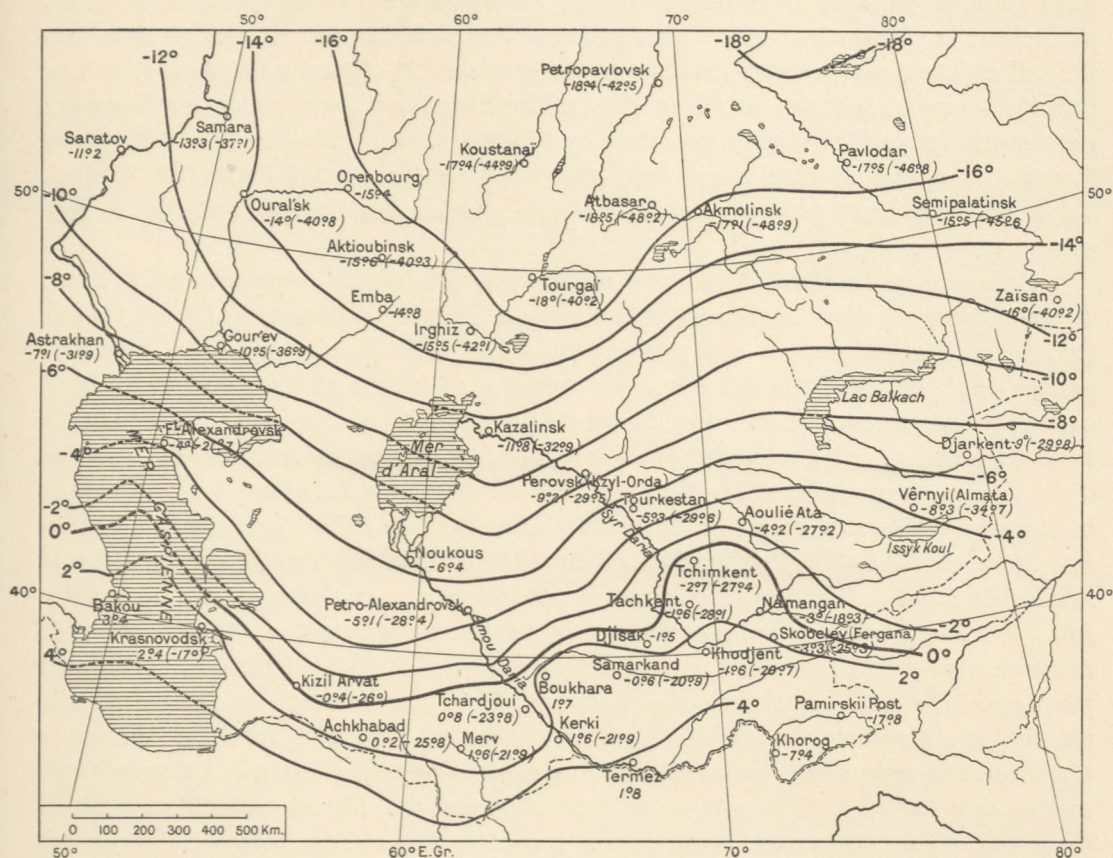 50°
60°
70°
80°
-12°
-14°
-16°
-18°
-18°
Petropavlovsk
-18°4(-42°5)
Samara
-13°3(-37°1)
Saratov
-11°2
Koustanaï
-17°4(-44°9)
Pavlodar
-17°5(-46°8)
-16°
Orenbourg
-15°4
50°
-10°
Oural'sk
-14°(-40°8)
Atbasar
-18°5(-48°2)
Akmolinsk
-17°1(-48°9)
Semipalatinsk
-15°5(-45°6)
50°
Aktioubinsk
-15°6(-40°3)
-14°
-8°
Tourgaï
-18°(-40°2)
Emba
-14°8
Zaïsan
-16°(-40°2)
Irghiz
-15°5(-42°1)
Astrakhan
-7°1(-31°9)
Gour'ev
-10°5(-36°9)
-12°
-6°
-10°
Lac Balkach
Ft Alexandrovsk
-4°
Kazalinsk
-11°8(-32°9)
-8°
-4°
Mer
d'Aral
Djarkent-9°(-29°8)
Perovsk(Kzyl-Orda)
-9°2(-29°5)
-6°
-2°
Tourkestan
-5°3(-29°6)
Vêrnyi(Almata)
-8°3(-34°7)
0°
MER CASPIENNE
Syr Daria
Aoulié Ata
-4°2(-27°2)
-4°
Issyk Koul
Noukous
-6°4
2°
Tchimkent
-2°7(-27°4)
40°
Bakou
3°4
Petro-Alexandrovsk
-5°1(-28°4)
Tachkent
-1°6(-28°1)
Namangan
-3°(-18°3)
40°
-2°
Krasnovodsk
2°4(-17°)
Amou Daria
Djisak -1°5
Skobelev(Fergana)
-3°3(-25°3)
0°
4°
Khodjent
-1°6(-20°7)
Samarkand
-0°6(-20°9)
2°
Kizil Arvat
-0°4(-26°)
Boukhara
1°7
Tchardjoui
0°8(-23°8)
4°
Pamirskii Post
-17°8
Achkhabad
0°2(-25°8)
Merv
1°6(-21°9)
Kerki
1°6(-21°9)
Khorog
-7°4
Termez
1°8
0 100 200 300 400 500 Km.
50°
60°E.Gr.
70°
80°